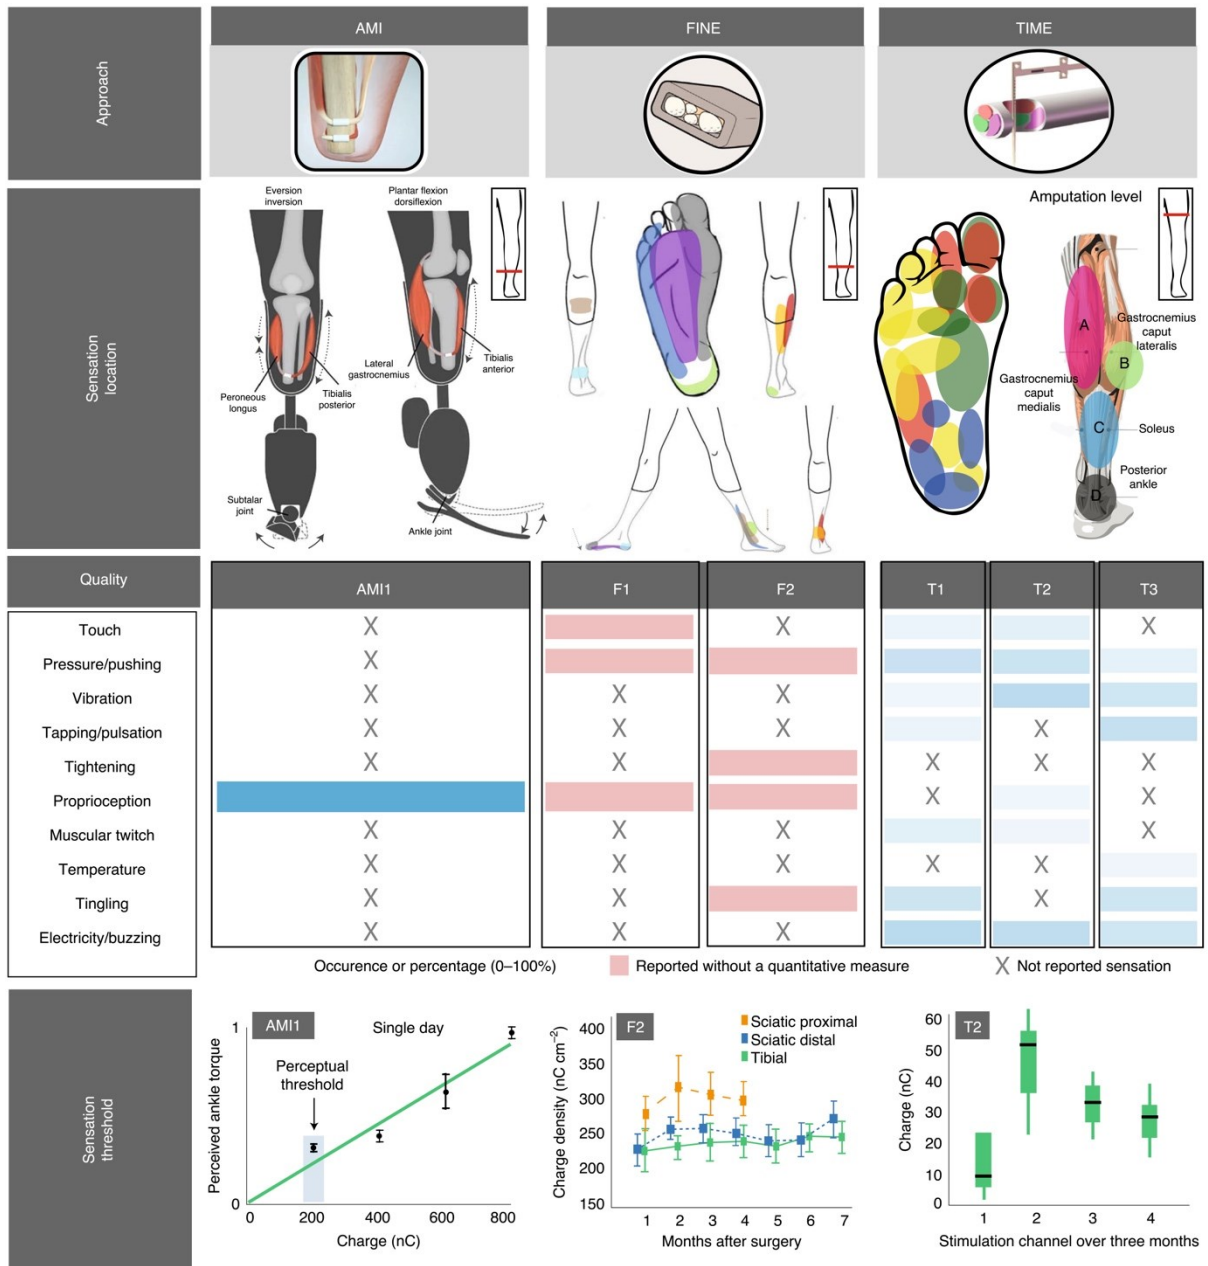 AMI
FINE
TIME
Approach
Sensation
location
Eversion
inversion
Plantar flexion
dorsiflexion
Amputation level
Lateral
gastrocnemius
Tibialis
anterior
Peroneous
longus
Tibialis
posterior
Subtalar
joint
Ankle joint
A
Gastrocnemius
caput
lateralis
B
Gastrocnemius
caput
medialis
C
Soleus
Posterior
ankle
D
Quality
AMI1
F1
F2
T1
T2
T3
Touch
X
X
X
Pressure/pushing
X
Vibration
X
X
X
Tapping/pulsation
X
X
X
X
Tightening
X
X
X
X
X
Proprioception
X
Muscular twitch
X
X
X
X
Temperature
X
X
X
X
X
Tingling
X
X
X
Electricity/buzzing
X
X
X
Occurence or percentage (0–100%)
Reported without a quantitative measure
X Not reported sensation
Sensation
threshold
AMI1
Single day
Perceptual
threshold
Perceived ankle torque
1
0
0 200 400 600 800
Charge (nC)
F2
Sciatic proximal
Sciatic distal
Tibial
Charge density (nC cm⁻²)
400
350
300
250
200
150
1 2 3 4 5 6 7
Months after surgery
T2
Charge (nC)
60
50
40
30
20
10
0
1 2 3 4
Stimulation channel over three months